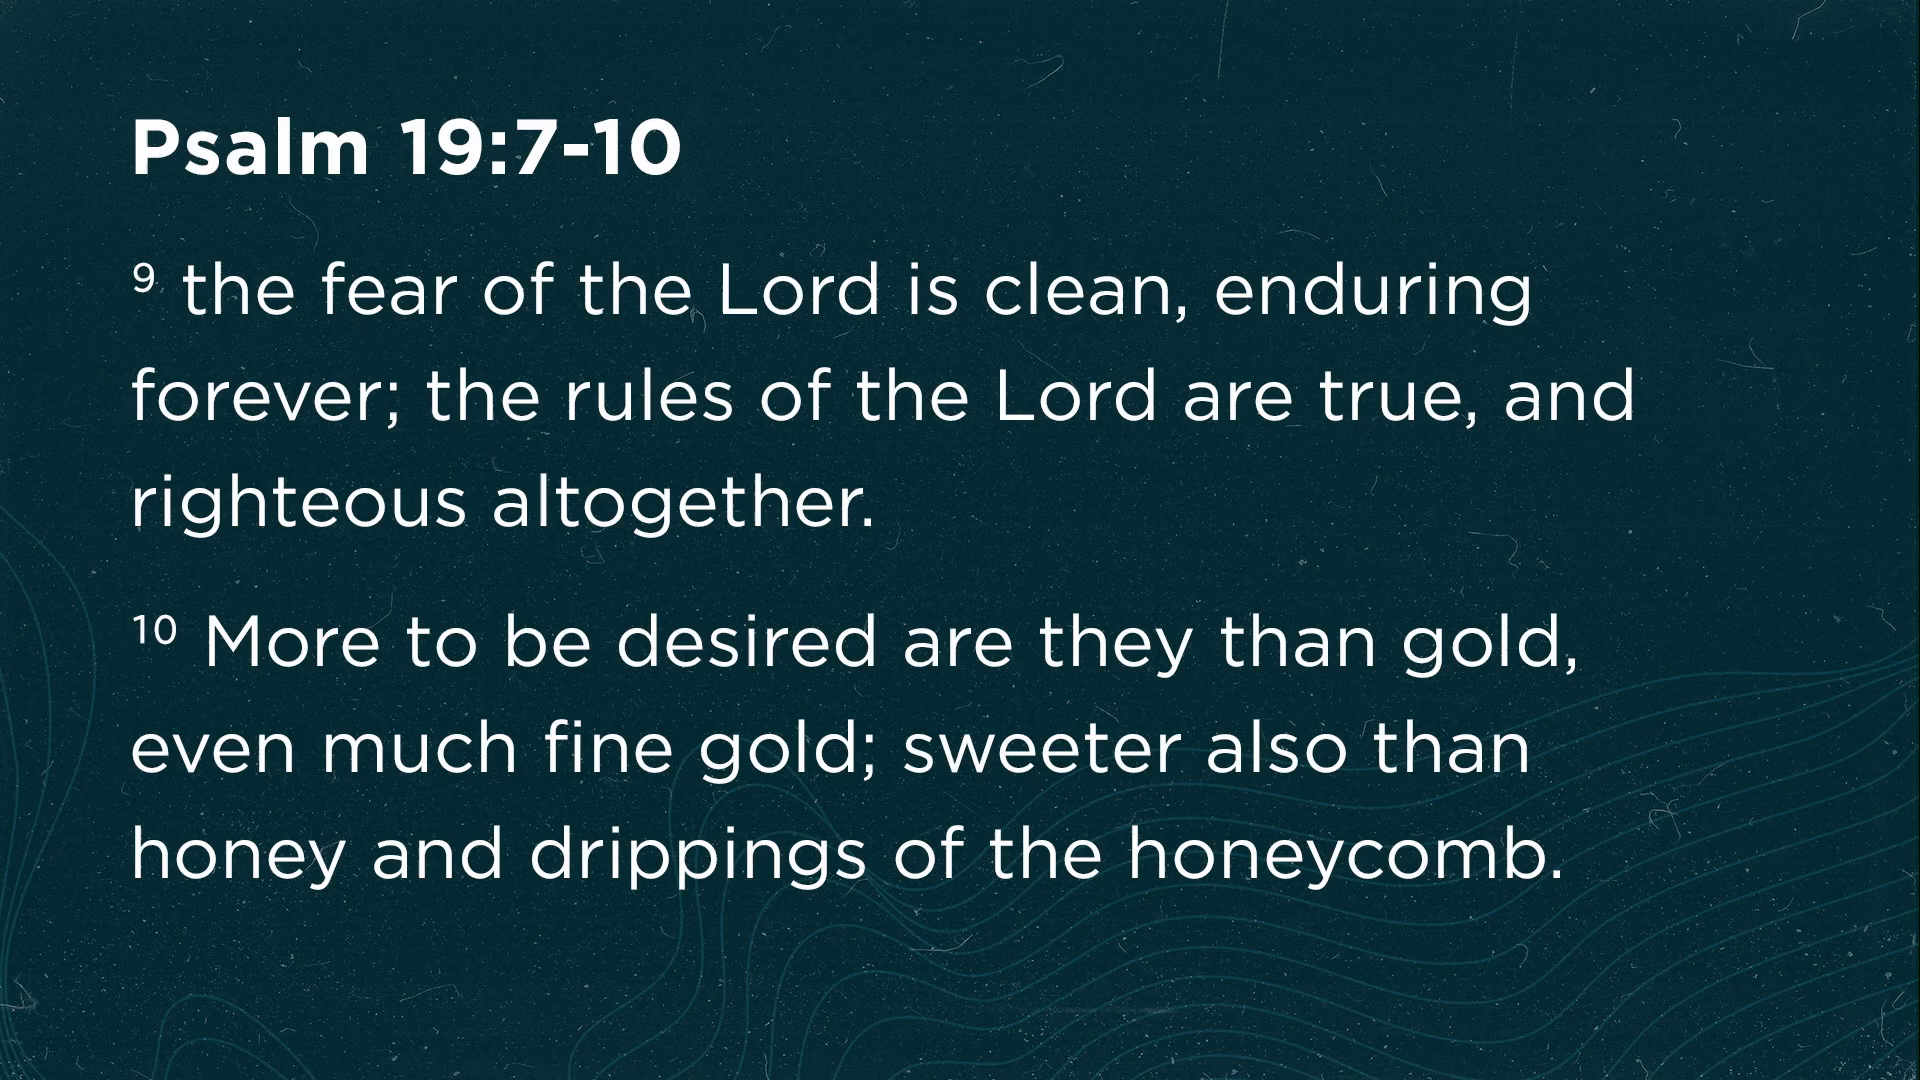 Psalm 19:7-10
⁹ the fear of the Lord is clean, enduring
forever; the rules of the Lord are true, and
righteous altogether.
¹⁰ More to be desired are they than gold,
even much fine gold; sweeter also than
honey and drippings of the honeycomb.